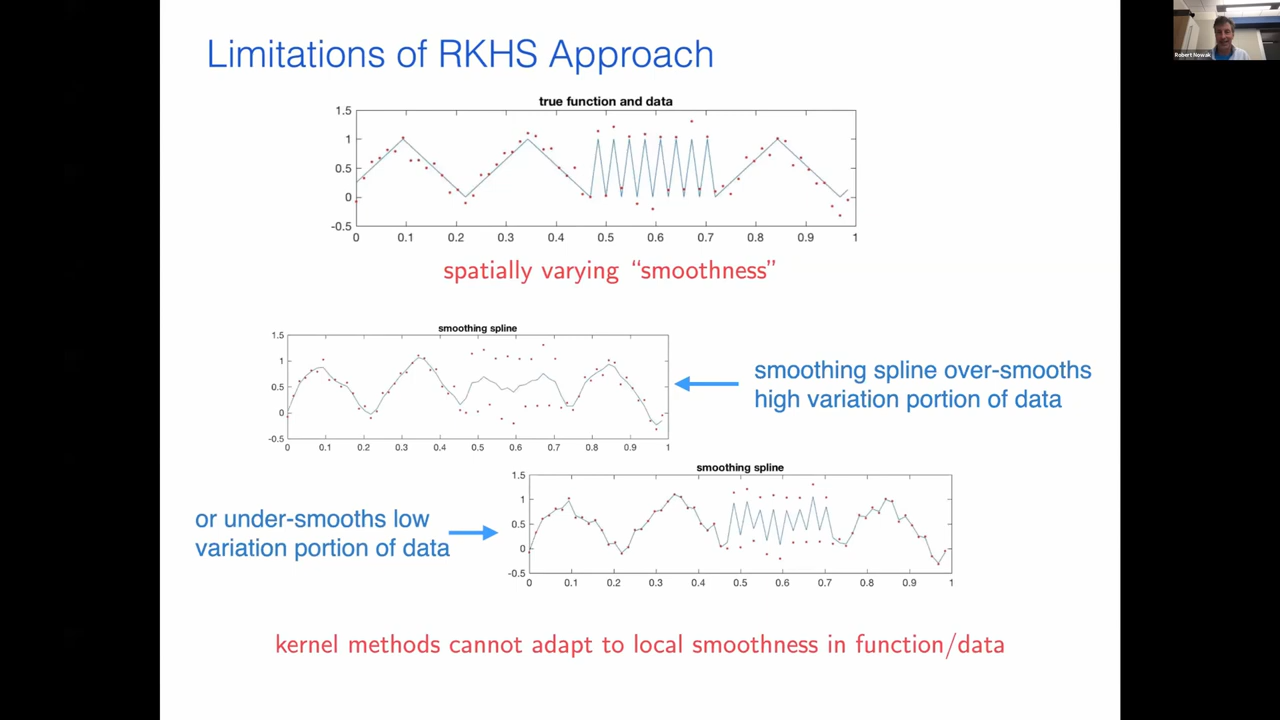 Limitations of RKHS Approach
Robert Nowak
true function and data
1.5
1
0.5
0
-0.5
0 0.1 0.2 0.3 0.4 0.5 0.6 0.7 0.8 0.9 1
spatially varying “smoothness”
smoothing spline
1.5
1
0.5
0
-0.5
0 0.1 0.2 0.3 0.4 0.5 0.6 0.7 0.8 0.9 1
smoothing spline over-smooths
high variation portion of data
smoothing spline
1.5
1
0.5
0
-0.5
0 0.1 0.2 0.3 0.4 0.5 0.6 0.7 0.8 0.9 1
or under-smooths low
variation portion of data
kernel methods cannot adapt to local smoothness in function/data